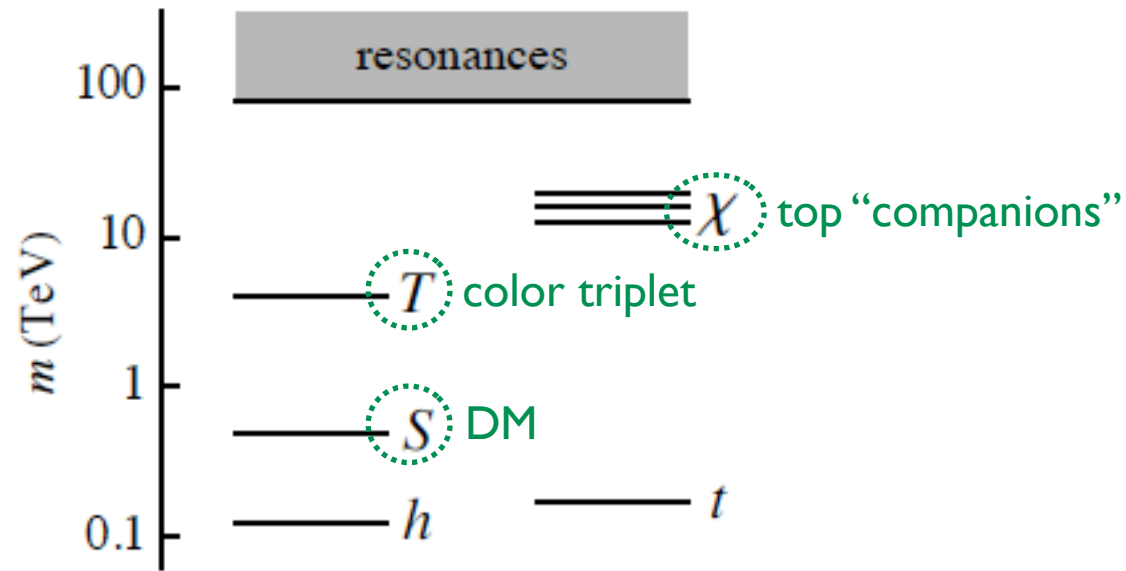 resonances
100
χ top “companions”
10
T color triplet
m (TeV)
1
S DM
h
t
0.1